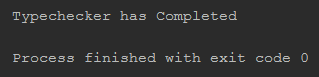 Typechecker has Completed
Process finished with exit code 0